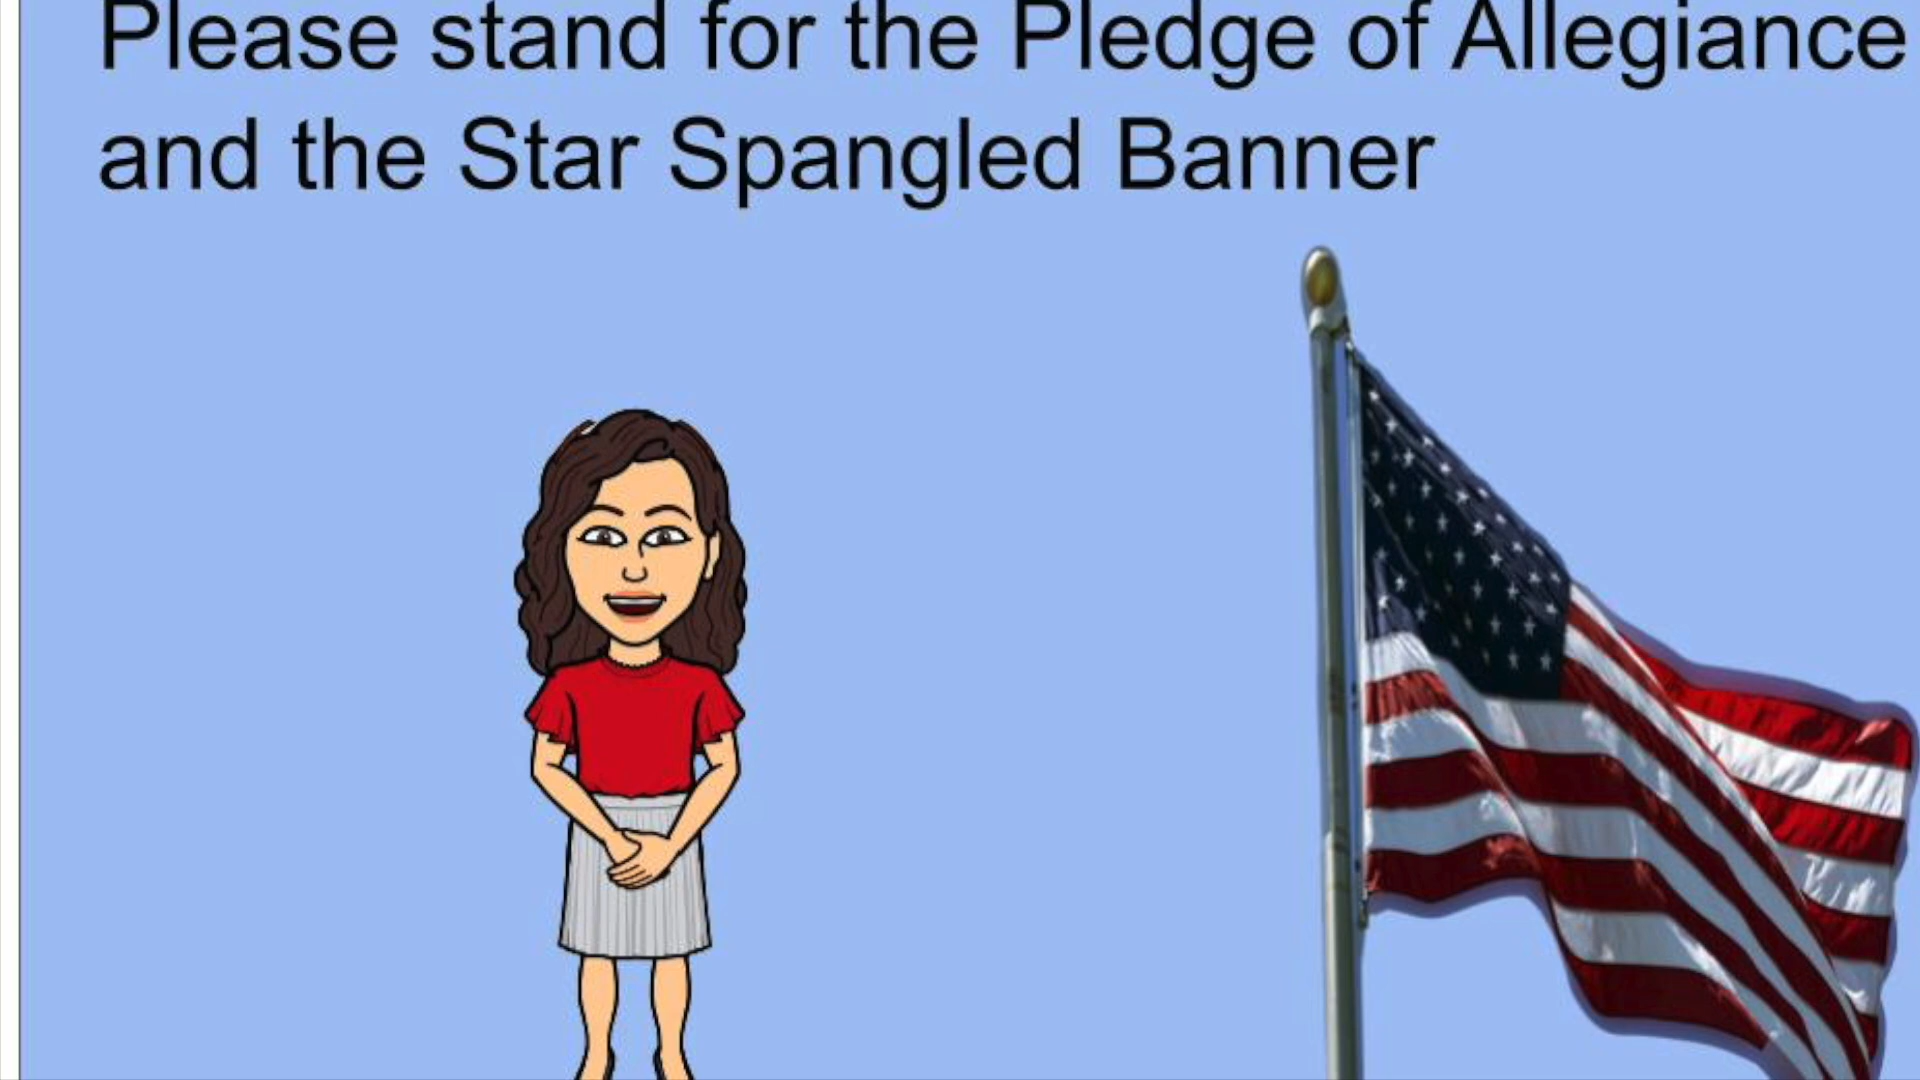 Please stand for the Pledge of Allegiance
and the Star Spangled Banner